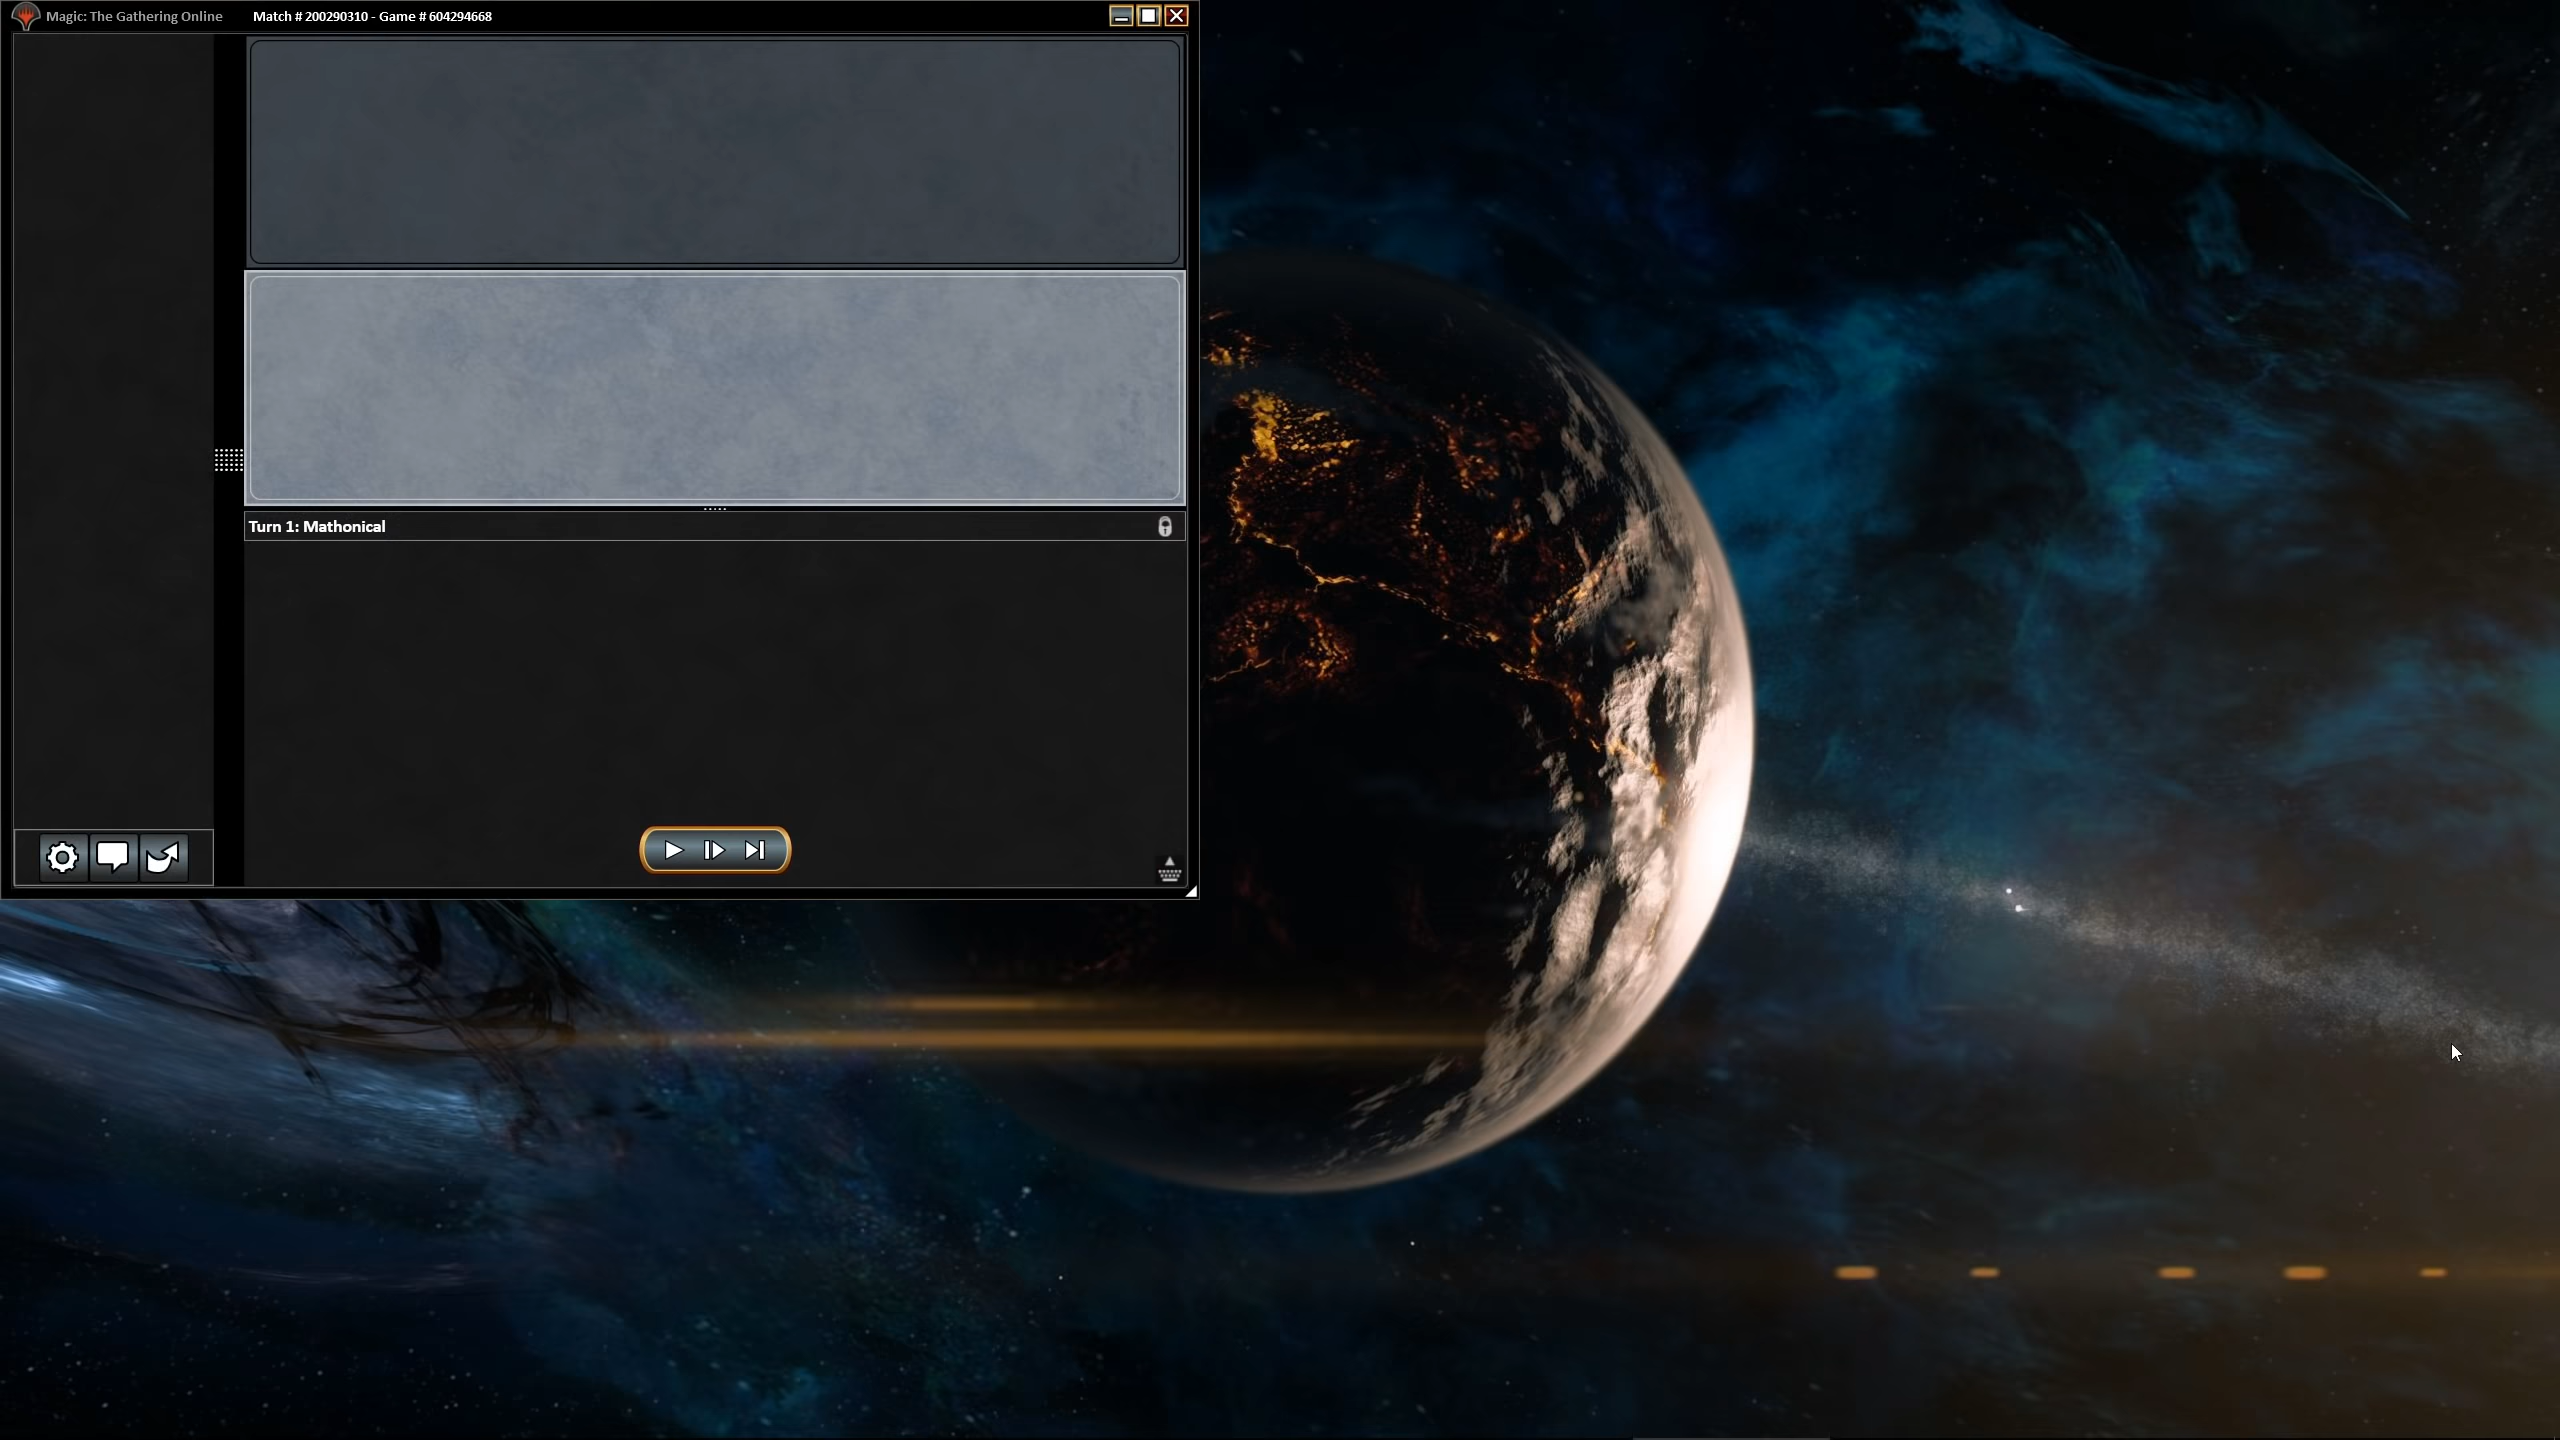 Magic: The Gathering Online
Match # 200290310 - Game # 604294668
Turn 1: Mathonical